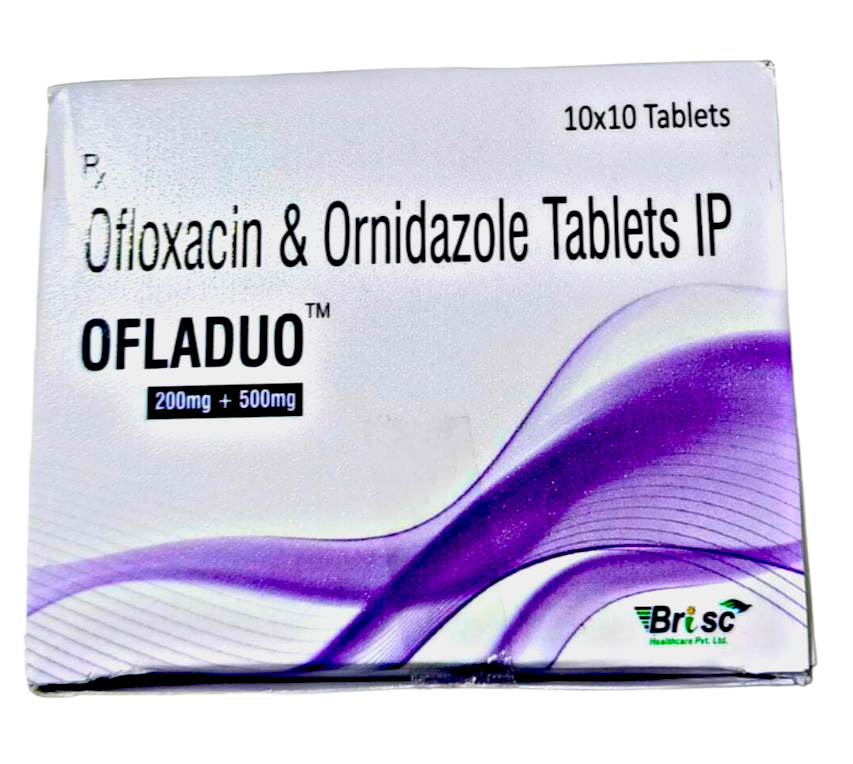 10x10 Tablets
Rx
Ofloxacin & Ornidazole Tablets IP
OFLADUO™
200mg + 500mg
Brisc
Healthcare Pvt. Ltd.